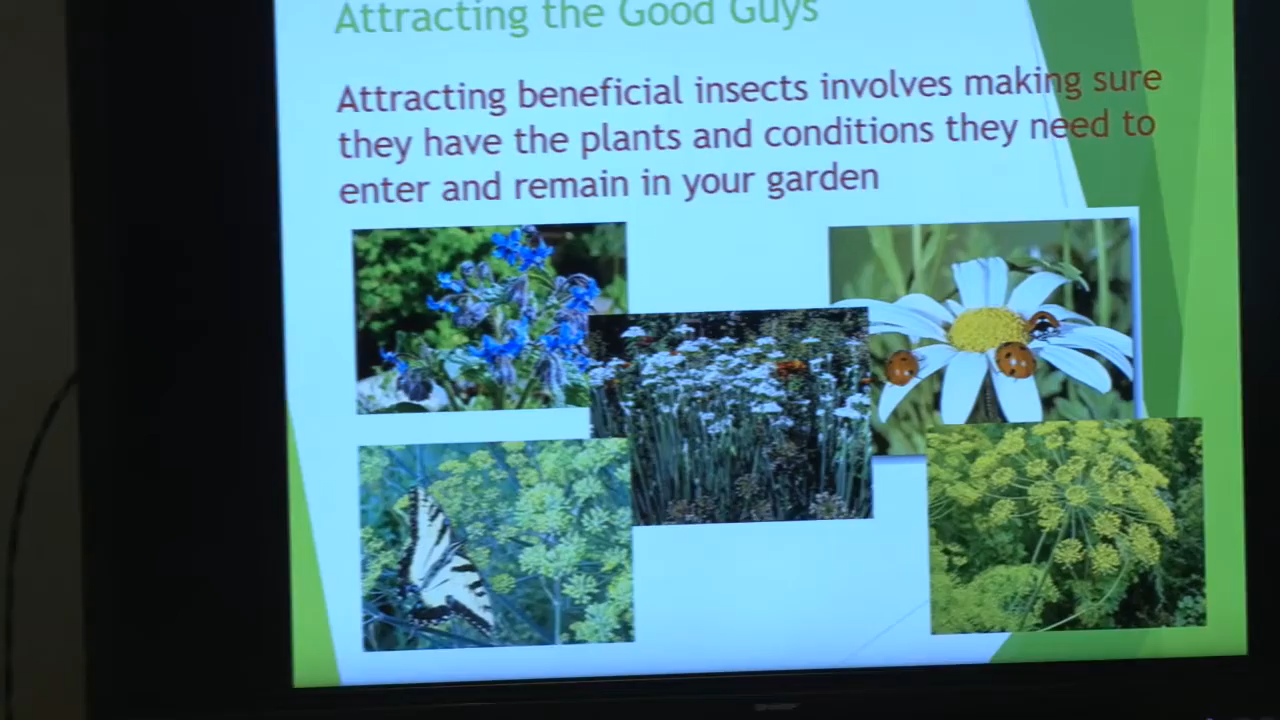 Attracting the Good Guys
Attracting beneficial insects involves making sure
they have the plants and conditions they need to
enter and remain in your garden